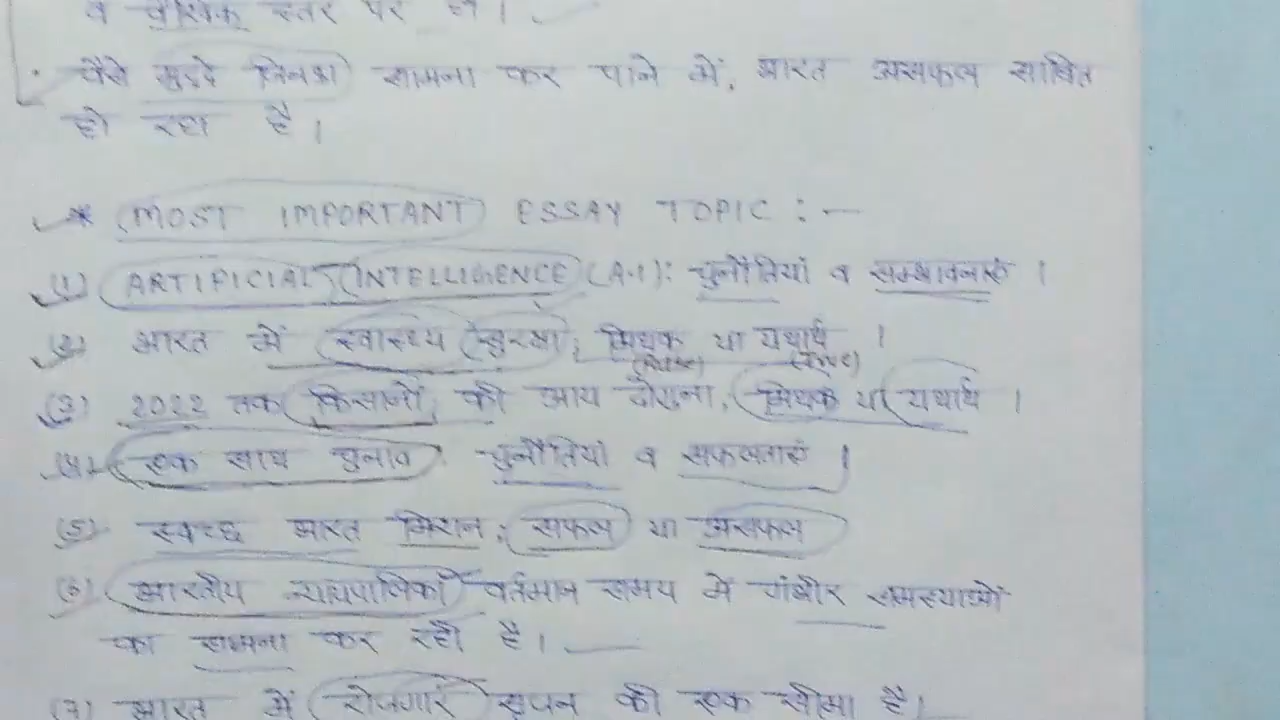 व वैश्विक स्तर पर हो।
वैसे मुद्दे जिनका सामना कर पाने में, भारत असफल साबित
हो रहा है।
* MOST IMPORTANT ESSAY TOPIC : —
(1) ARTIFICIAL INTELLIGENCE (A.I): चुनौतियां व सम्भावनाएं ।
(2) भारत में स्वास्थ्य सुरक्षा; मिथक या यथार्थ ।
(3) 2022 तक किसानों की आय दोगुना, मिथक या यथार्थ ।
(4) एक साथ चुनाव : चुनौतियां व सफलताएं ।
(5) स्वच्छ भारत मिशन; सफल या असफल
(6) भारतीय न्यायपालिका वर्तमान समय में गंभीर समस्याओं
का सामना कर रही है।
(7) भारत में रोजगार सृजन की एक सीमा है।